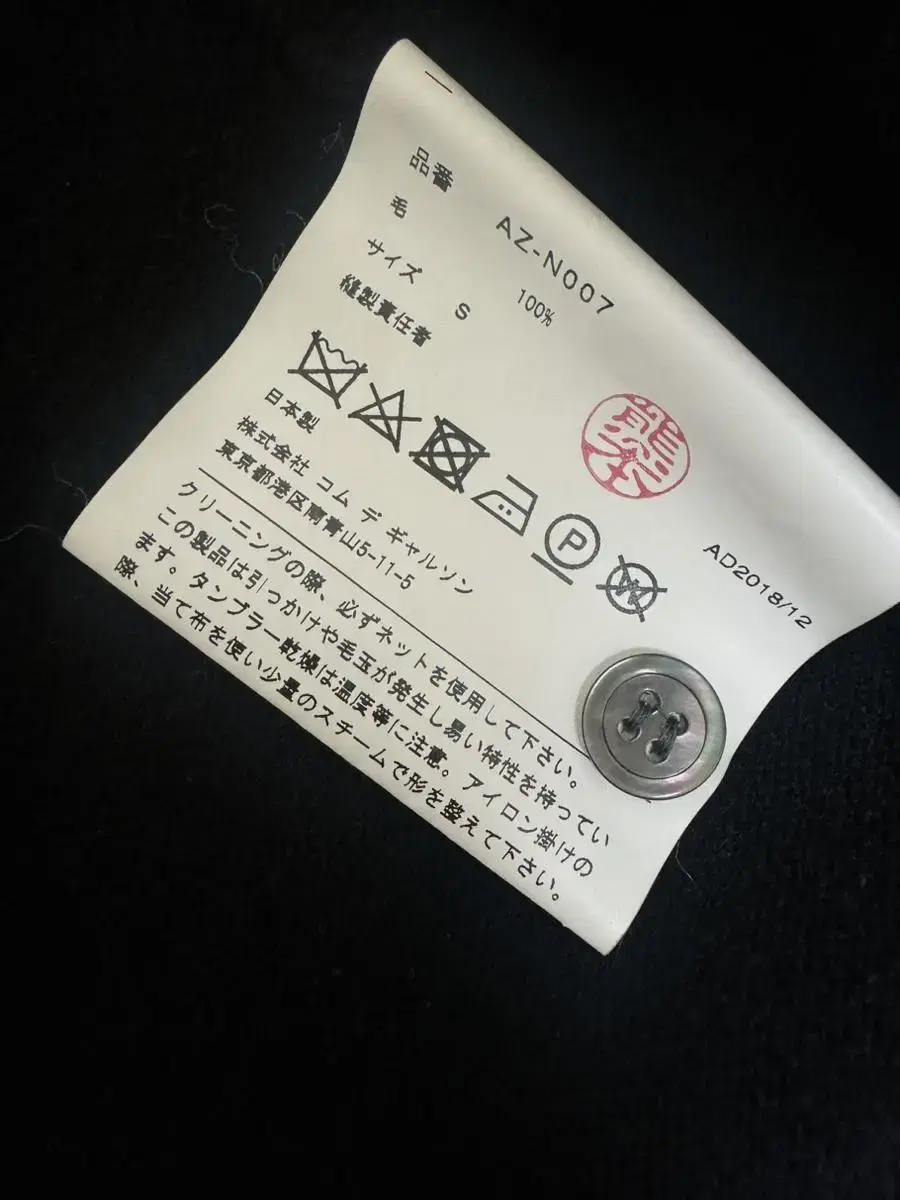 品番 AZ-N007
毛 100%
サイズ S
縫製責任者
日本製
株式会社 コム デ ギャルソン
東京都港区南青山5-11-5
AD2018/12
クリーニングの際、必ずネットを使用して下さい。
この製品は引っかけや毛玉が発生し易い特性を持ってい
ます。タンブラー乾燥は温度等に注意。アイロン掛けの
際、当て布を使い少量のスチームで形を整えて下さい。
P
W